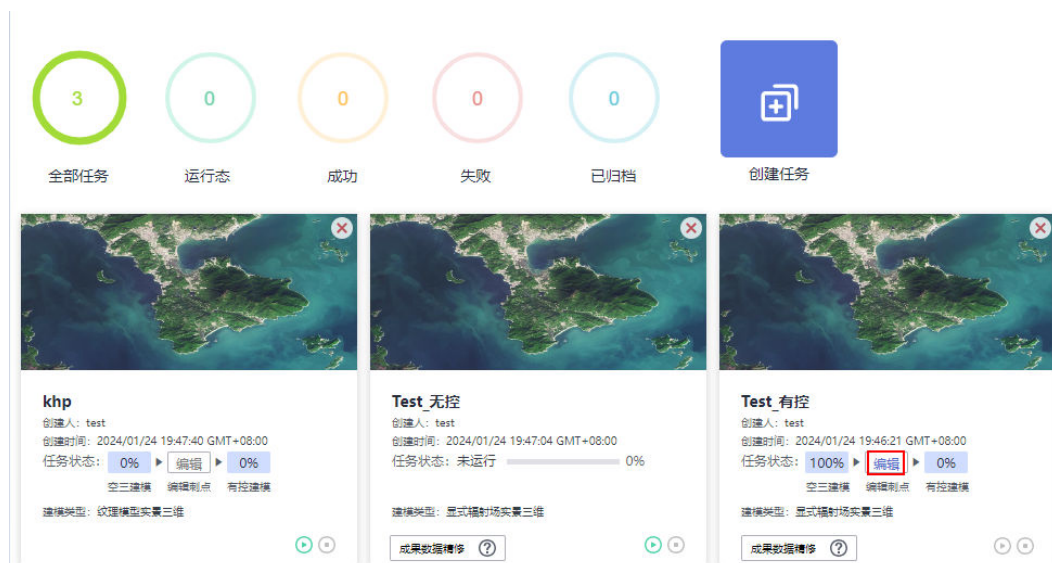 3 0 0 0 0
全部任务 运行态 成功 失败 已归档 创建任务
khp
创建人：test
创建时间：2024/01/24 19:47:40 GMT+08:00
任务状态： 0% 编辑 0%
空三建模 编辑刺点 有控建模
建模类型：纹理模型实景三维
Test_无控
创建人：test
创建时间：2024/01/24 19:47:04 GMT+08:00
任务状态：未运行 0%
建模类型：显式辐射场实景三维
成果数据精修 ?
Test_有控
创建人：test
创建时间：2024/01/24 19:46:21 GMT+08:00
任务状态： 100% 编辑 0%
空三建模 编辑刺点 有控建模
建模类型：显式辐射场实景三维
成果数据精修 ?